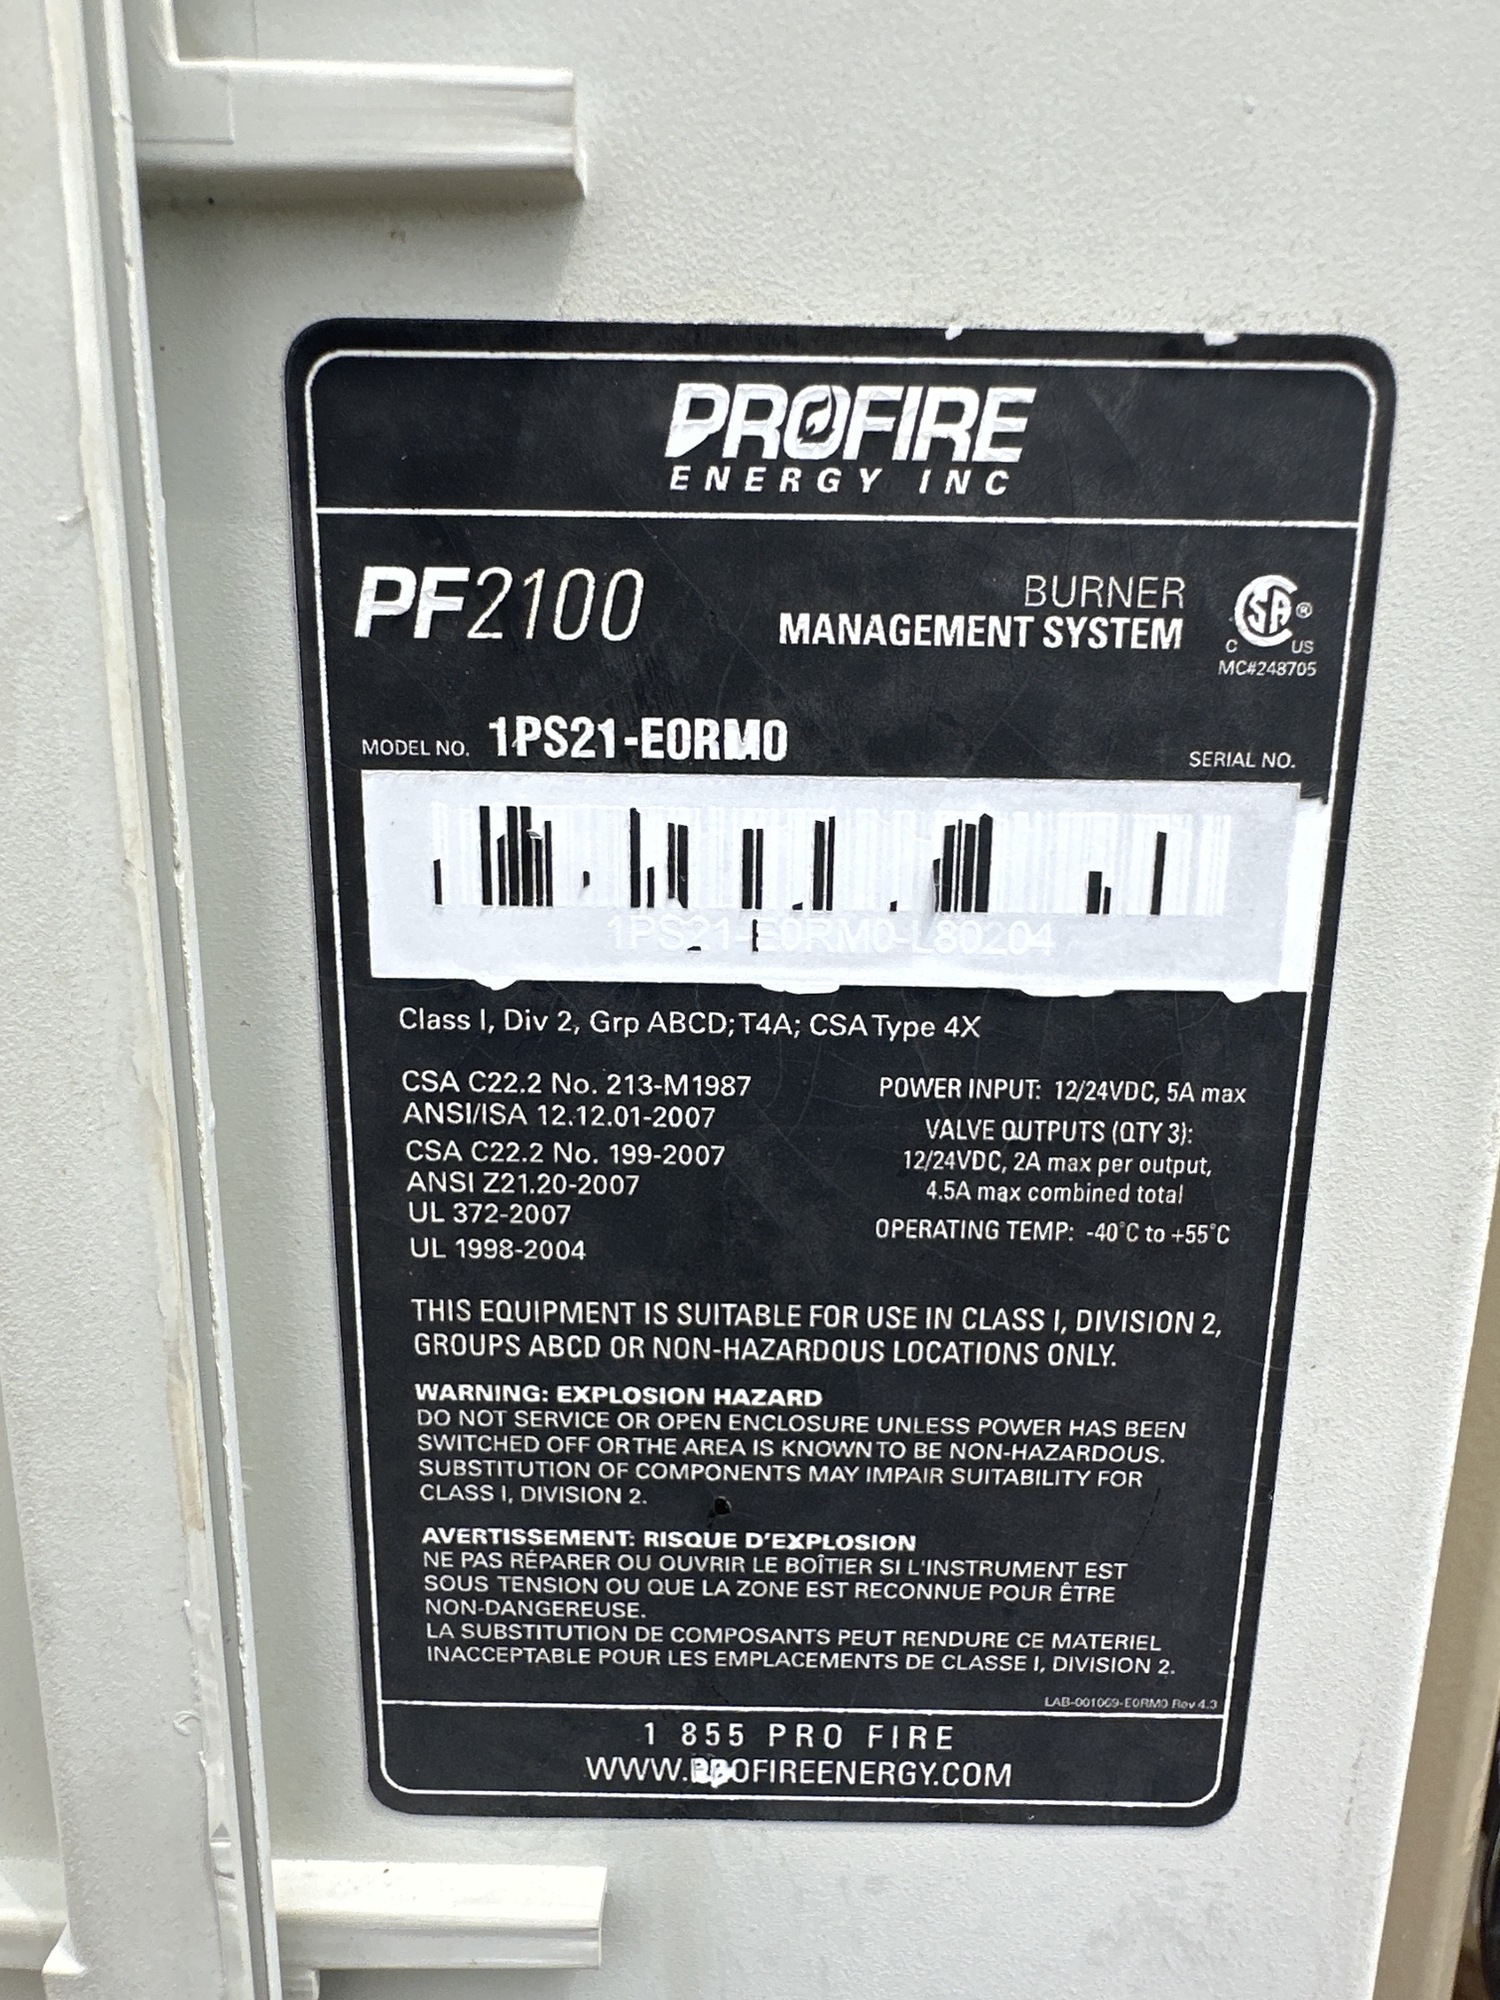 PROFIRE
ENERGY INC
PF2100
BURNER
MANAGEMENT SYSTEM
C US
MC#248705
MODEL NO. 1PS21-E0RM0
SERIAL NO.
1PS21-E0RM0-L80204
Class I, Div 2, Grp ABCD; T4A; CSA Type 4X
CSA C22.2 No. 213-M1987
ANSI/ISA 12.12.01-2007
CSA C22.2 No. 199-2007
ANSI Z21.20-2007
UL 372-2007
UL 1998-2004
POWER INPUT: 12/24VDC, 5A max
VALVE OUTPUTS (QTY 3):
12/24VDC, 2A max per output,
4.5A max combined total
OPERATING TEMP: -40°C to +55°C
THIS EQUIPMENT IS SUITABLE FOR USE IN CLASS I, DIVISION 2,
GROUPS ABCD OR NON-HAZARDOUS LOCATIONS ONLY.
WARNING: EXPLOSION HAZARD
DO NOT SERVICE OR OPEN ENCLOSURE UNLESS POWER HAS BEEN
SWITCHED OFF OR THE AREA IS KNOWN TO BE NON-HAZARDOUS.
SUBSTITUTION OF COMPONENTS MAY IMPAIR SUITABILITY FOR
CLASS I, DIVISION 2.
AVERTISSEMENT: RISQUE D'EXPLOSION
NE PAS RÉPARER OU OUVRIR LE BOÎTIER SI L'INSTRUMENT EST
SOUS TENSION OU QUE LA ZONE EST RECONNUE POUR ÊTRE
NON-DANGEREUSE.
LA SUBSTITUTION DE COMPOSANTS PEUT RENDURE CE MATERIEL
INACCEPTABLE POUR LES EMPLACEMENTS DE CLASSE I, DIVISION 2.
LAB-001069-E0RM0 Rev 4.3
1 855 PRO FIRE
WWW.PROFIREENERGY.COM